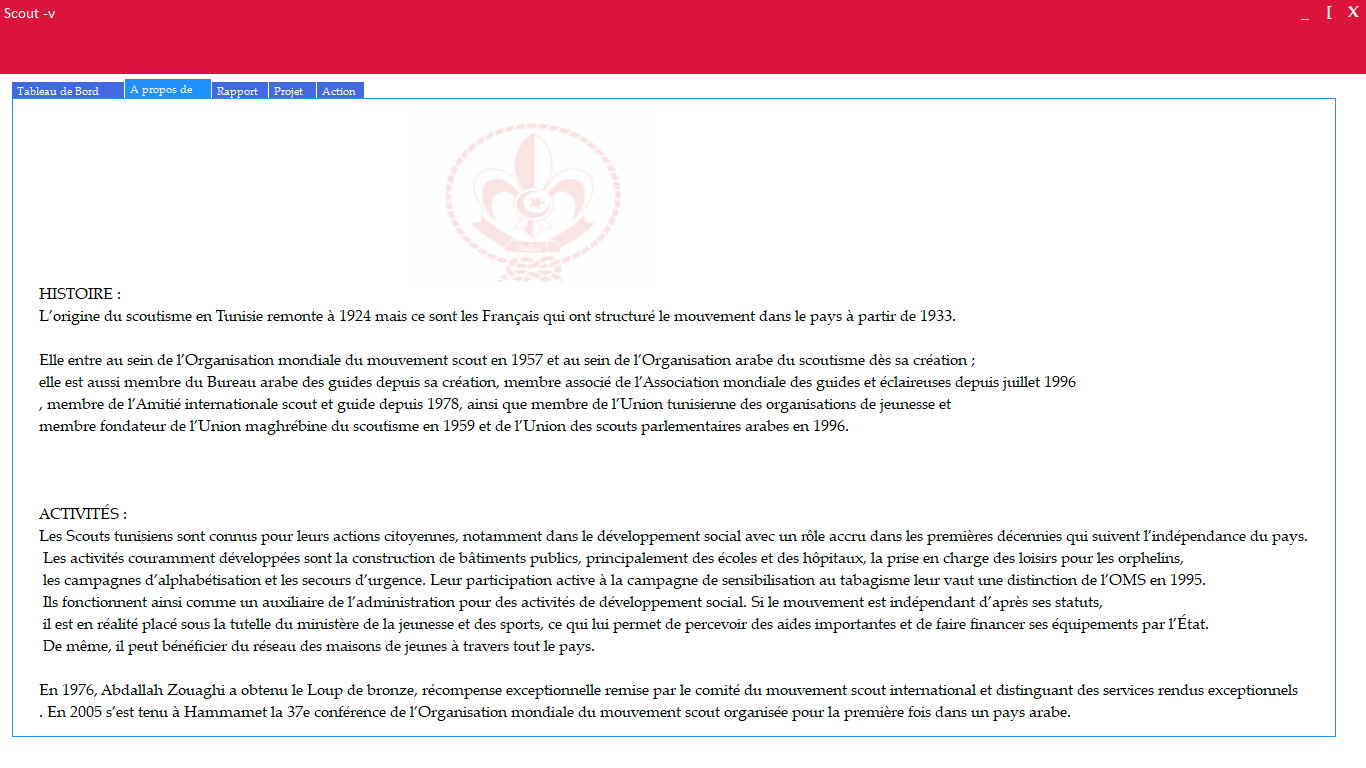 Scout -v
_ [ X
Tableau de Bord
A propos de
Rapport
Projet
Action
HISTOIRE :
L’origine du scoutisme en Tunisie remonte à 1924 mais ce sont les Français qui ont structuré le mouvement dans le pays à partir de 1933.
Elle entre au sein de l’Organisation mondiale du mouvement scout en 1957 et au sein de l’Organisation arabe du scoutisme dès sa création ;
elle est aussi membre du Bureau arabe des guides depuis sa création, membre associé de l’Association mondiale des guides et éclaireuses depuis juillet 1996
, membre de l’Amitié internationale scout et guide depuis 1978, ainsi que membre de l’Union tunisienne des organisations de jeunesse et
membre fondateur de l’Union maghrébine du scoutisme en 1959 et de l’Union des scouts parlementaires arabes en 1996.
ACTIVITÉS :
Les Scouts tunisiens sont connus pour leurs actions citoyennes, notamment dans le développement social avec un rôle accru dans les premières décennies qui suivent l’indépendance du pays.
Les activités couramment développées sont la construction de bâtiments publics, principalement des écoles et des hôpitaux, la prise en charge des loisirs pour les orphelins,
les campagnes d’alphabétisation et les secours d’urgence. Leur participation active à la campagne de sensibilisation au tabagisme leur vaut une distinction de l’OMS en 1995.
Ils fonctionnent ainsi comme un auxiliaire de l’administration pour des activités de développement social. Si le mouvement est indépendant d’après ses statuts,
il est en réalité placé sous la tutelle du ministère de la jeunesse et des sports, ce qui lui permet de percevoir des aides importantes et de faire financer ses équipements par l’État.
De même, il peut bénéficier du réseau des maisons de jeunes à travers tout le pays.
En 1976, Abdallah Zouaghi a obtenu le Loup de bronze, récompense exceptionnelle remise par le comité du mouvement scout international et distinguant des services rendus exceptionnels
. En 2005 s’est tenu à Hammamet la 37e conférence de l’Organisation mondiale du mouvement scout organisée pour la première fois dans un pays arabe.